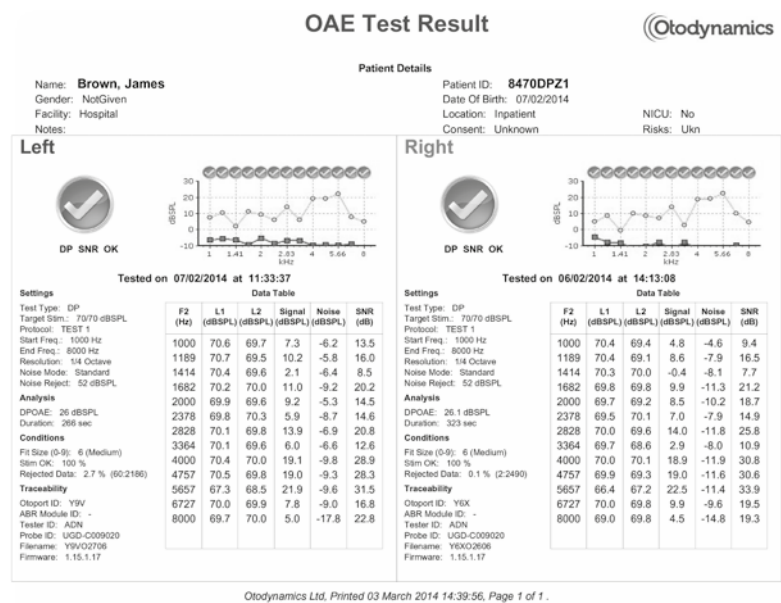 OAE Test Result
Otodynamics
Patient Details
Name: Brown, James
Gender: NotGiven
Facility: Hospital
Notes:
Patient ID: 8470DPZ1
Date Of Birth: 07/02/2014
Location: Inpatient
Consent: Unknown
NICU: No
Risks: Ukn
Left
DP SNR OK
30
20
10
0
-10
dBSPL
1 1.41 2 2.83 4 5.66 8
kHz
Tested on 07/02/2014 at 11:33:37
Settings
Test Type: DP
Target Stim.: 70/70 dBSPL
Protocol: TEST 1
Start Freq.: 1000 Hz
End Freq.: 8000 Hz
Resolution: 1/4 Octave
Noise Mode: Standard
Noise Reject: 52 dBSPL
Analysis
DPOAE: 26 dBSPL
Duration: 266 sec
Conditions
Fit Size (0-9): 6 (Medium)
Stim OK: 100 %
Rejected Data: 2.7 % (60:2186)
Traceability
Otoport ID: Y9V
ABR Module ID: -
Tester ID: ADN
Probe ID: UGD-C009020
Filename: Y9VO2706
Firmware: 1.15.1.17
Data Table
F2 L1 L2 Signal Noise SNR
(Hz) (dBSPL) (dBSPL) (dBSPL) (dBSPL) (dB)
1000 70.6 69.7 7.3 -6.2 13.5
1189 70.7 69.5 10.2 -5.8 16.0
1414 70.4 69.6 2.1 -6.4 8.5
1682 70.2 70.0 11.0 -9.2 20.2
2000 69.9 69.6 9.2 -5.3 14.5
2378 69.8 70.3 5.9 -8.7 14.6
2828 70.1 69.8 13.9 -6.9 20.8
3364 70.1 69.6 6.0 -6.6 12.6
4000 70.4 70.0 19.1 -9.8 28.9
4757 70.5 69.8 19.0 -9.3 28.3
5657 67.3 68.5 21.9 -9.6 31.5
6727 70.0 69.9 7.8 -9.0 16.8
8000 69.7 70.0 5.0 -17.8 22.8
Right
DP SNR OK
30
20
10
0
-10
dBSPL
1 1.41 2 2.83 4 5.66 8
kHz
Tested on 06/02/2014 at 14:13:08
Settings
Test Type: DP
Target Stim.: 70/70 dBSPL
Protocol: TEST 1
Start Freq.: 1000 Hz
End Freq.: 8000 Hz
Resolution: 1/4 Octave
Noise Mode: Standard
Noise Reject: 52 dBSPL
Analysis
DPOAE: 26.1 dBSPL
Duration: 323 sec
Conditions
Fit Size (0-9): 6 (Medium)
Stim OK: 100 %
Rejected Data: 0.1 % (2:2490)
Traceability
Otoport ID: Y6X
ABR Module ID: -
Tester ID: ADN
Probe ID: UGD-C009020
Filename: Y6XO2606
Firmware: 1.15.1.17
Data Table
F2 L1 L2 Signal Noise SNR
(Hz) (dBSPL) (dBSPL) (dBSPL) (dBSPL) (dB)
1000 70.4 69.4 4.8 -4.6 9.4
1189 70.4 69.1 8.6 -7.9 16.5
1414 70.3 70.0 -0.4 -8.1 7.7
1682 69.8 69.8 9.9 -11.3 21.2
2000 69.7 69.2 8.5 -10.2 18.7
2378 69.5 70.1 7.0 -7.9 14.9
2828 70.0 69.6 14.0 -11.8 25.8
3364 69.7 68.6 2.9 -8.0 10.9
4000 70.0 70.1 18.9 -11.9 30.8
4757 69.9 69.3 19.0 -11.6 30.6
5657 66.4 67.2 22.5 -11.4 33.9
6727 70.0 69.8 9.9 -9.6 19.5
8000 69.0 69.8 4.5 -14.8 19.3
Otodynamics Ltd, Printed 03 March 2014 14:39:56, Page 1 of 1 .